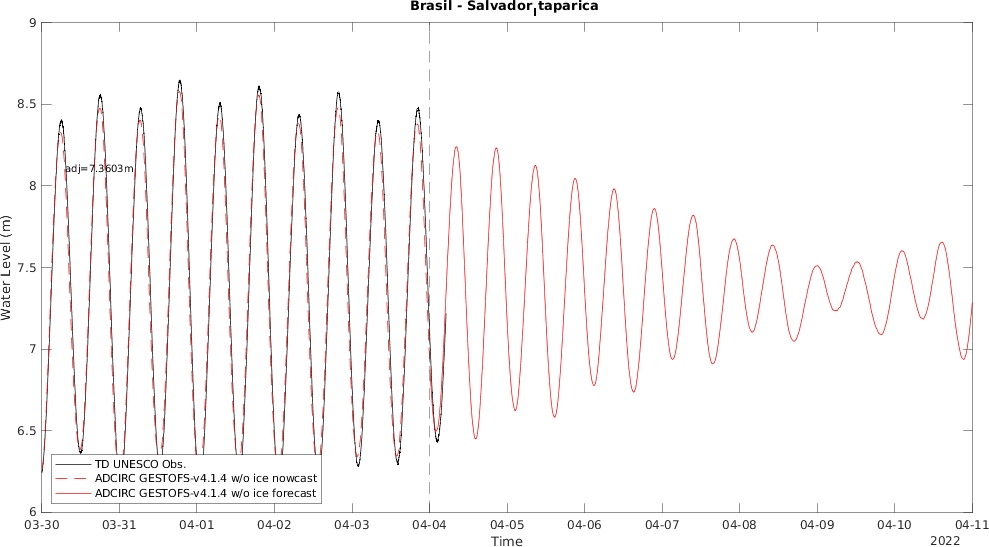 Brasil - Salvador_Itaparica
9
8.5
8
7.5
7
6.5
6
Water Level (m)
adj=7.3603m
TD UNESCO Obs.
ADCIRC GESTOFS-v4.1.4 w/o ice nowcast
ADCIRC GESTOFS-v4.1.4 w/o ice forecast
03-30 03-31 04-01 04-02 04-03 04-04 04-05 04-06 04-07 04-08 04-09 04-10 04-11
Time
2022